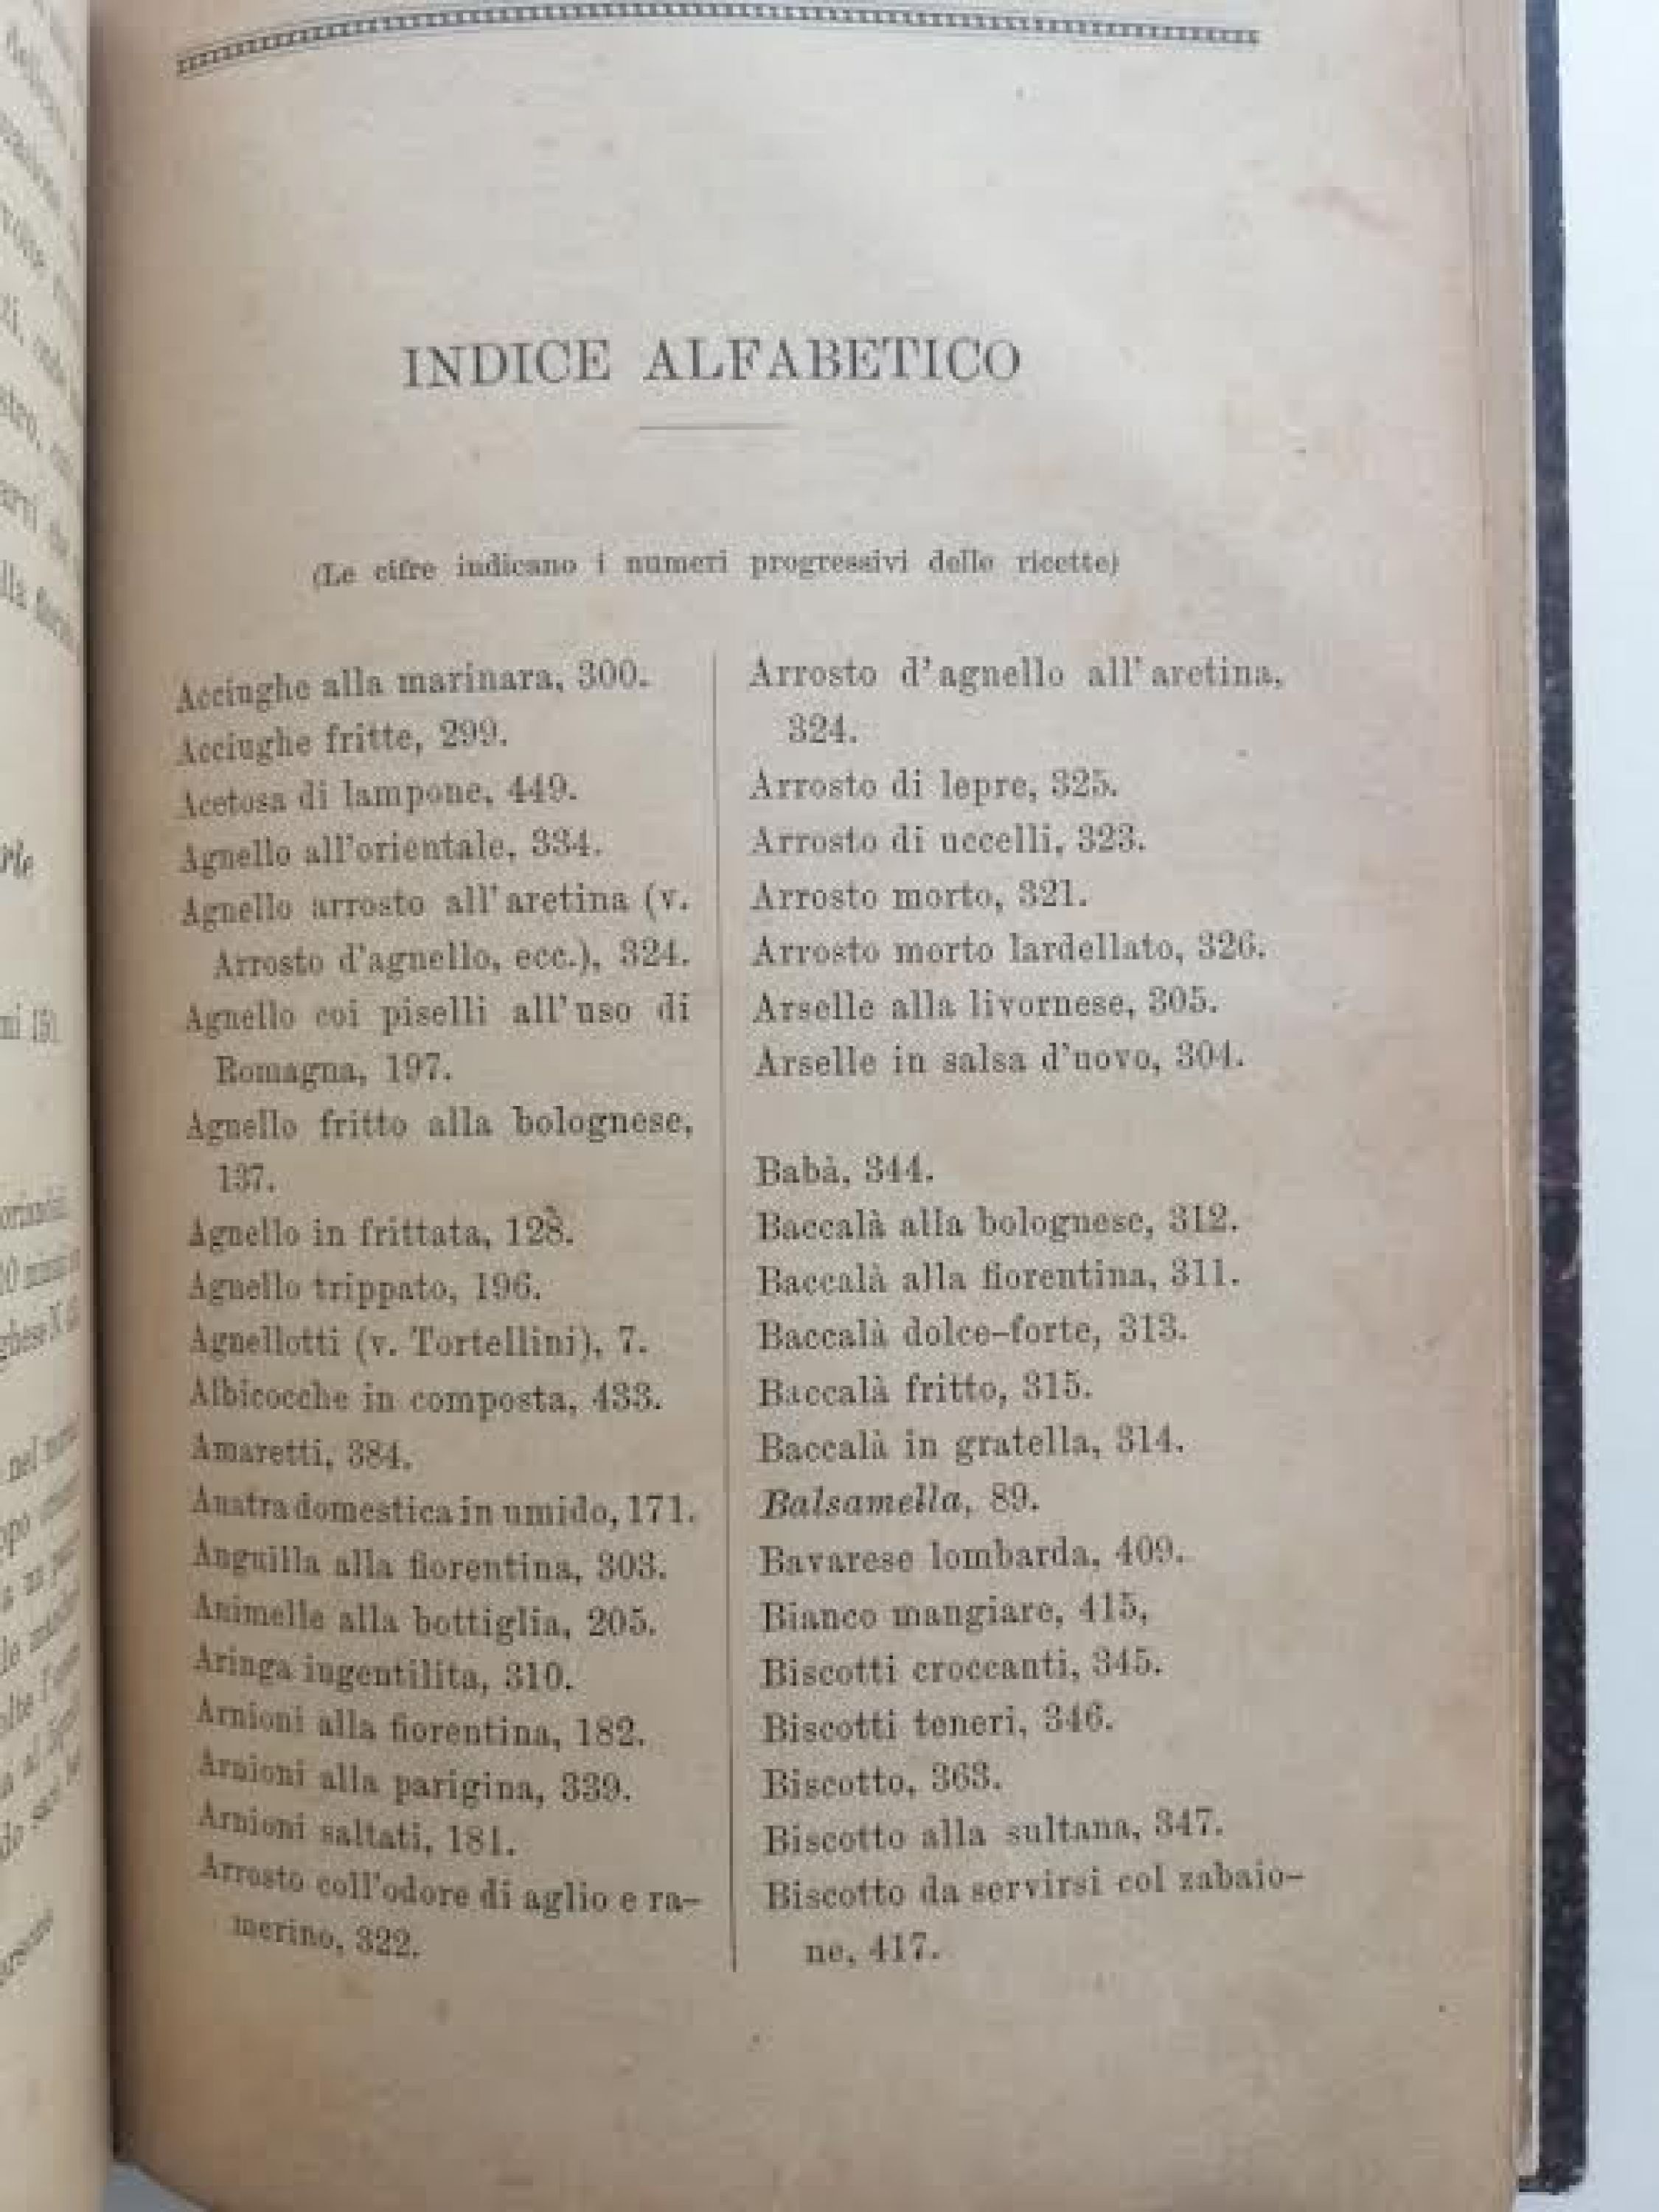 INDICE ALFABETICO
(Le cifre indicano i numeri progressivi delle ricette)
Acciughe alla marinara, 300.
Acciughe fritte, 299.
Acetosa di lampone, 449.
Agnello all'orientale, 334.
Agnello arrosto all'aretina (v.
Arrosto d'agnello, ecc.), 324.
Agnello coi piselli all'uso di
Romagna, 197.
Agnello fritto alla bolognese,
137.
Agnello in frittata, 128.
Agnello trippato, 196.
Agnellotti (v. Tortellini), 7.
Albicocche in composta, 433.
Amaretti, 384.
Anatra domestica in umido, 171.
Anguilla alla fiorentina, 303.
Animelle alla bottiglia, 205.
Aringa ingentilita, 310.
Arnioni alla fiorentina, 182.
Arnioni alla parigina, 339.
Arnioni saltati, 181.
Arrosto coll'odore di aglio e ra-
merino, 322.
Arrosto d'agnello all'aretina,
324.
Arrosto di lepre, 325.
Arrosto di uccelli, 323.
Arrosto morto, 321.
Arrosto morto lardellato, 326.
Arselle alla livornese, 305.
Arselle in salsa d'uovo, 304.
Babà, 344.
Baccalà alla bolognese, 312.
Baccalà alla fiorentina, 311.
Baccalà dolce-forte, 313.
Baccalà fritto, 315.
Baccalà in gratella, 314.
Balsamella, 89.
Bavarese lombarda, 409.
Bianco mangiare, 415,
Biscotti croccanti, 345.
Biscotti teneri, 346.
Biscotto, 363.
Biscotto alla sultana, 347.
Biscotto da servirsi col zabaio-
ne, 417.